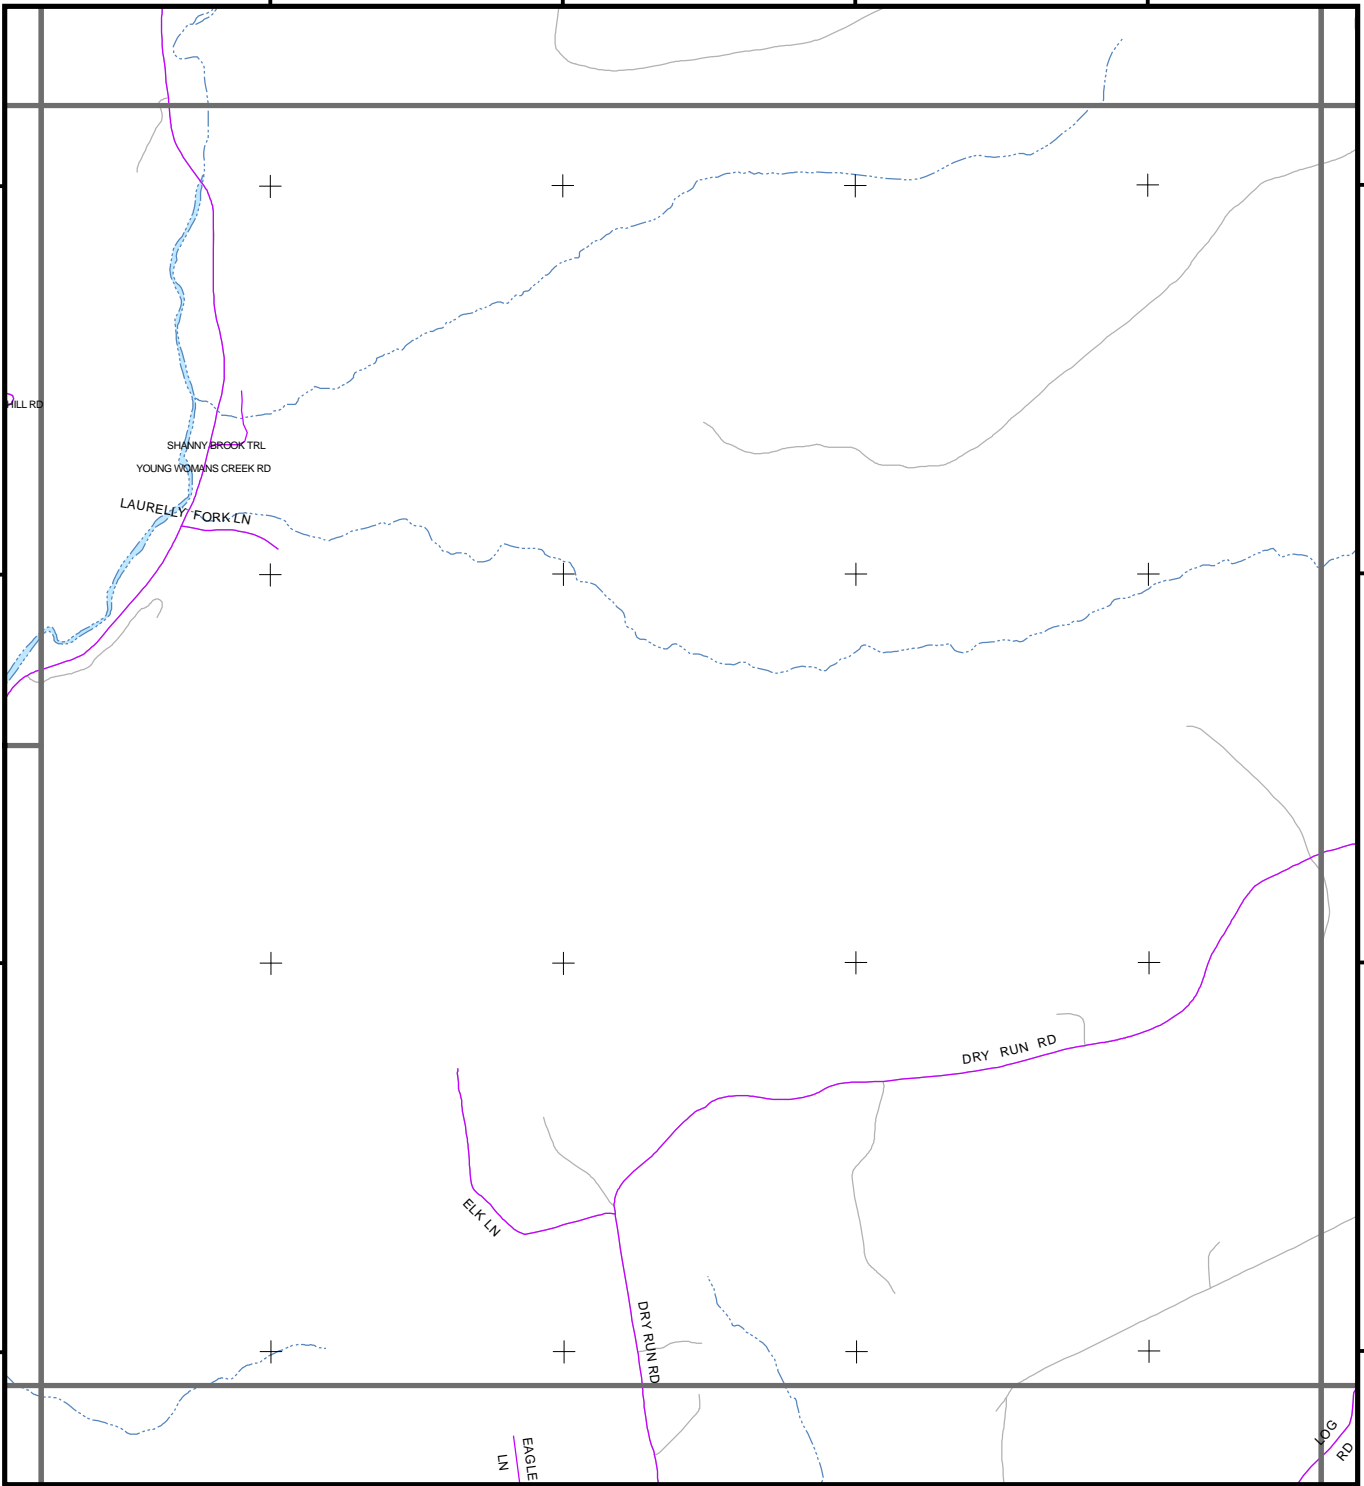 HILL RD
SHANNY BROOK TRL
YOUNG WOMANS CREEK RD
LAURELLY FORK LN
DRY RUN RD
ELK LN
DRY RUN RD
EAGLE
LN
LOG
RD